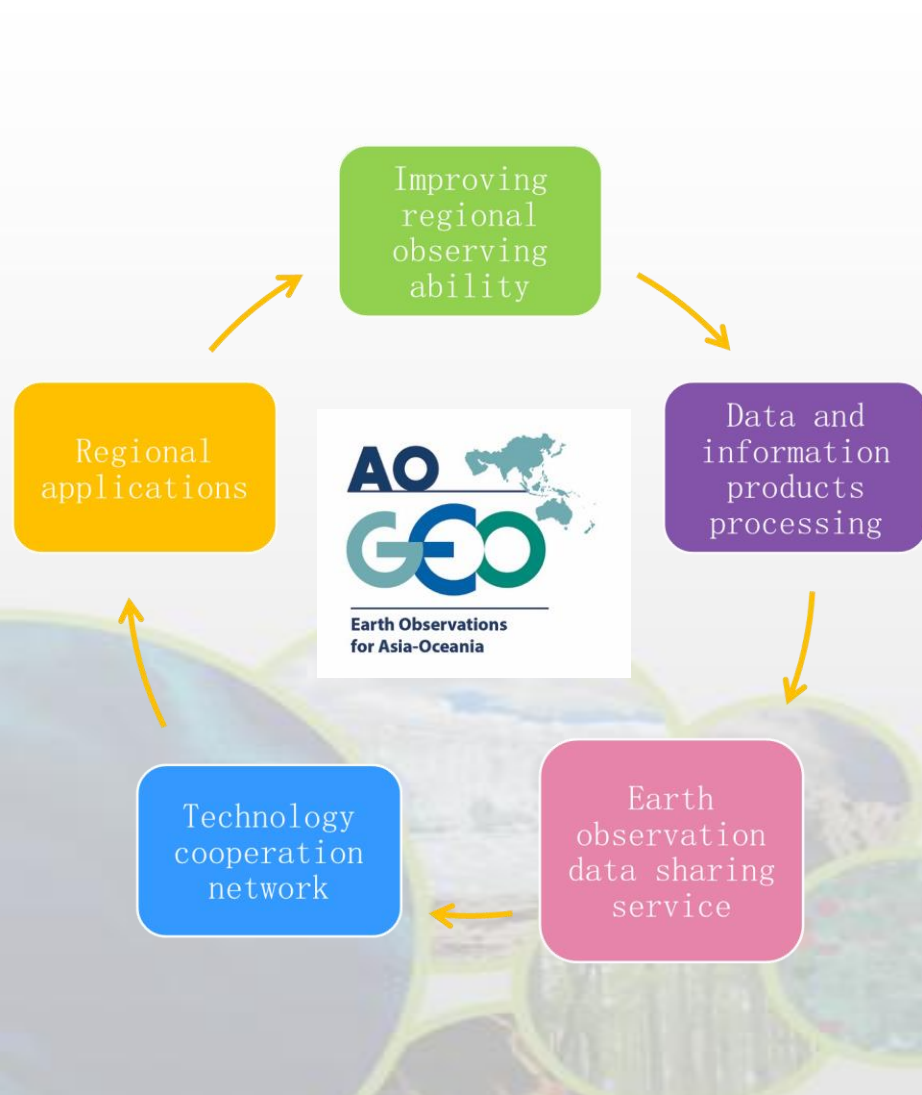 Improving
regional
observing
ability
Data and
information
products
processing
Earth
observation
data sharing
service
Technology
cooperation
network
Regional
applications
AO
GEO
Earth Observations
for Asia-Oceania